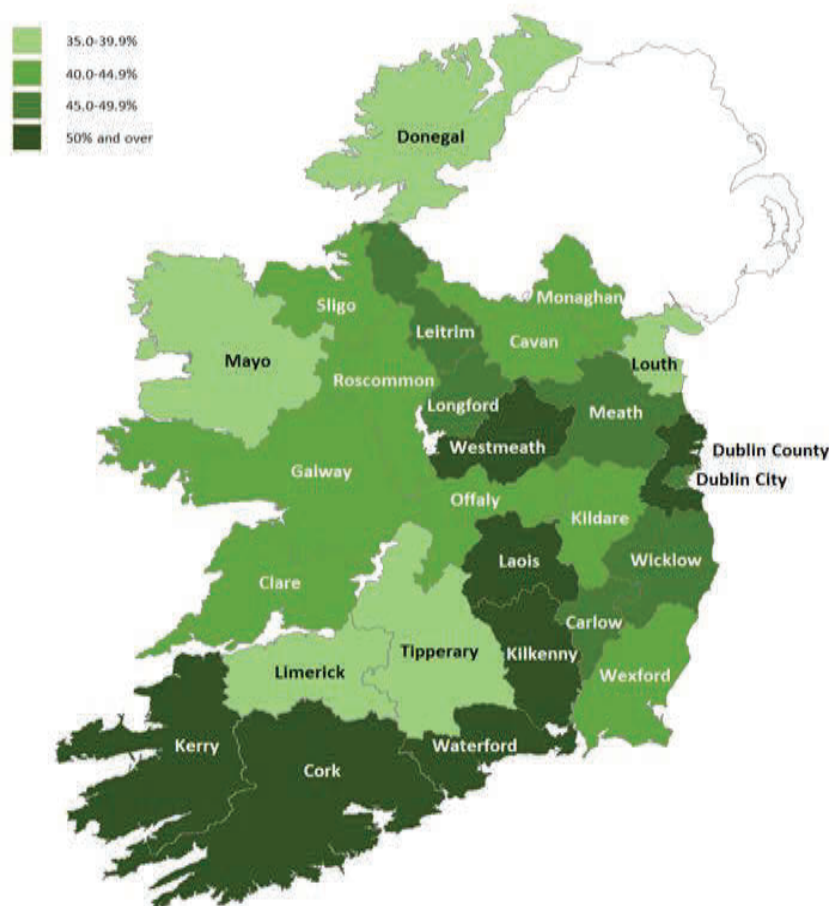 35.0-39.9%
40.0-44.9%
45.0-49.9%
50% and over
Donegal
Monaghan
Sligo
Leitrim
Cavan
Mayo
Louth
Roscommon
Longford
Meath
Westmeath
Dublin County
Galway
Dublin City
Offaly
Kildare
Laois
Wicklow
Clare
Carlow
Tipperary
Kilkenny
Limerick
Wexford
Kerry
Waterford
Cork